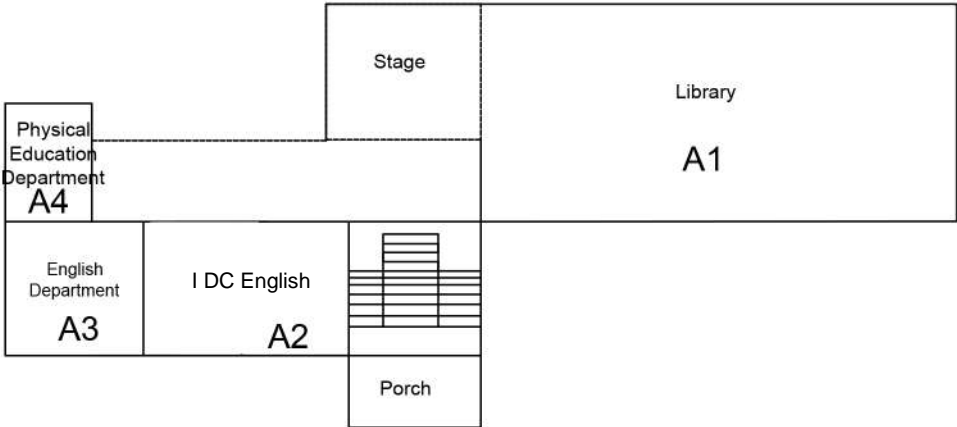 Stage
Library
A1
Physical
Education
Department
A4
English
Department
A3
I DC English
A2
Porch